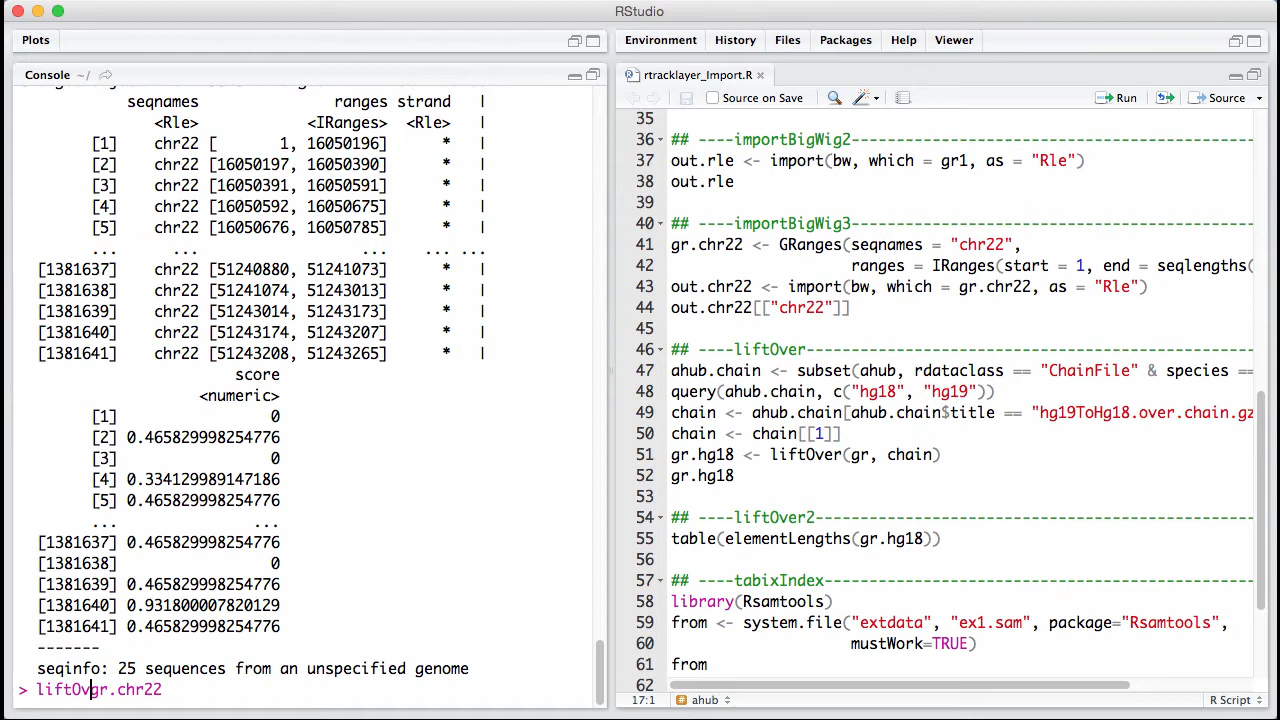 RStudio
Plots
Console ~/
seqnames ranges strand |
<Rle> <IRanges> <Rle> |
[1] chr22 [ 1, 16050196] * |
[2] chr22 [16050197, 16050390] * |
[3] chr22 [16050391, 16050591] * |
[4] chr22 [16050592, 16050675] * |
[5] chr22 [16050676, 16050785] * |
... ... ... ... ...
[1381637] chr22 [51240880, 51241073] * |
[1381638] chr22 [51241074, 51243013] * |
[1381639] chr22 [51243014, 51243173] * |
[1381640] chr22 [51243174, 51243207] * |
[1381641] chr22 [51243208, 51243265] * |
score
<numeric>
[1] 0
[2] 0.465829998254776
[3] 0
[4] 0.334129989147186
[5] 0.465829998254776
... ...
[1381637] 0.465829998254776
[1381638] 0
[1381639] 0.465829998254776
[1381640] 0.931800007820129
[1381641] 0.465829998254776
-------
seqinfo: 25 sequences from an unspecified genome
> liftOvgr.chr22
Environment History Files Packages Help Viewer
rtracklayer_Import.R
Source on Save Run Source
35
36 ## ----importBigWig2--------------------------------
37 out.rle <- import(bw, which = gr1, as = "Rle")
38 out.rle
39
40 ## ----importBigWig3--------------------------------
41 gr.chr22 <- GRanges(seqnames = "chr22",
42 ranges = IRanges(start = 1, end = seqlengths(
43 out.chr22 <- import(bw, which = gr.chr22, as = "Rle")
44 out.chr22[["chr22"]]
45
46 ## ----liftOver-------------------------------------
47 ahub.chain <- subset(ahub, rdataclass == "ChainFile" & species ==
48 query(ahub.chain, c("hg18", "hg19"))
49 chain <- ahub.chain[ahub.chain$title == "hg19ToHg18.over.chain.gz
50 chain <- chain[[1]]
51 gr.hg18 <- liftOver(gr, chain)
52 gr.hg18
53
54 ## ----liftOver2------------------------------------
55 table(elementLengths(gr.hg18))
56
57 ## ----tabixIndex-----------------------------------
58 library(Rsamtools)
59 from <- system.file("extdata", "ex1.sam", package="Rsamtools",
60 mustWork=TRUE)
61 from
62
17:1 ahub R Script